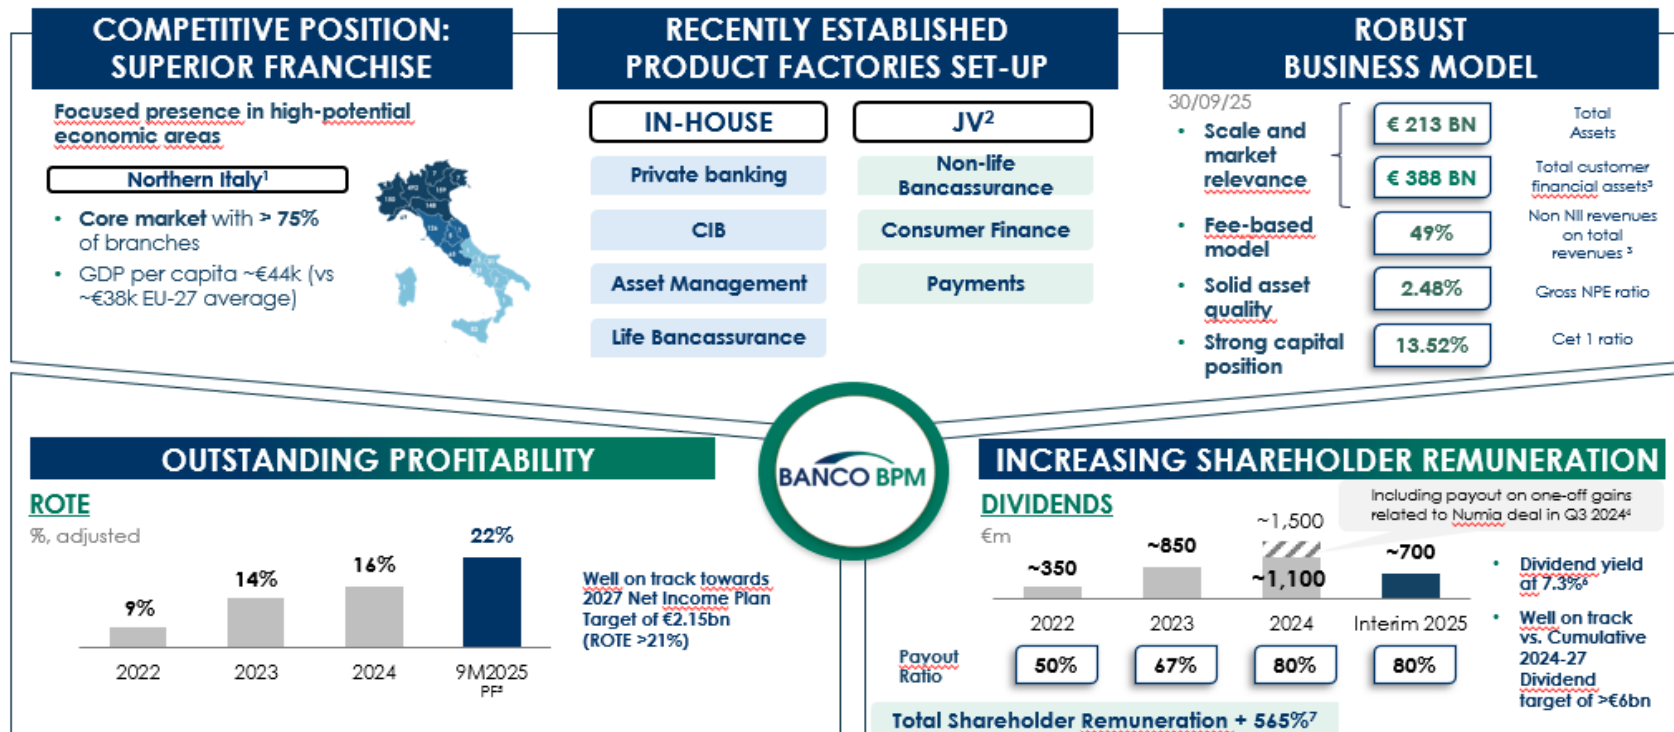 COMPETITIVE POSITION:
SUPERIOR FRANCHISE
Focused presence in high-potential
economic areas
Northern Italy¹
• Core market with > 75%
of branches
• GDP per capita ~€44k (vs
~€38k EU-27 average)
RECENTLY ESTABLISHED
PRODUCT FACTORIES SET-UP
IN-HOUSE
Private banking
CIB
Asset Management
Life Bancassurance
JV²
Non-life
Bancassurance
Consumer Finance
Payments
ROBUST
BUSINESS MODEL
30/09/25
• Scale and
market
relevance
€ 213 BN
Total
Assets
€ 388 BN
Total customer
financial assets³
• Fee-based
model
49%
Non NII revenues
on total
revenues ³
• Solid asset
quality
2.48%
Gross NPE ratio
• Strong capital
position
13.52%
Cet 1 ratio
BANCO BPM
OUTSTANDING PROFITABILITY
ROTE
%, adjusted
9%
14%
16%
22%
2022
2023
2024
9M2025
Well on track towards
2027 Net Income Plan
Target of €2.15bn
(ROTE >21%)
INCREASING SHAREHOLDER REMUNERATION
DIVIDENDS
€m
Including payout on one-off gains
related to Numia deal in Q3 2024⁴
~350
~850
~1,500
~1,100
~700
2022
2023
2024
Interim 2025
Payout
Ratio
50%
67%
80%
80%
• Dividend yield
at 7.3%⁶
• Well on track
vs. Cumulative
2024-27
Dividend
target of >€6bn
Total Shareholder Remuneration + 565%⁷